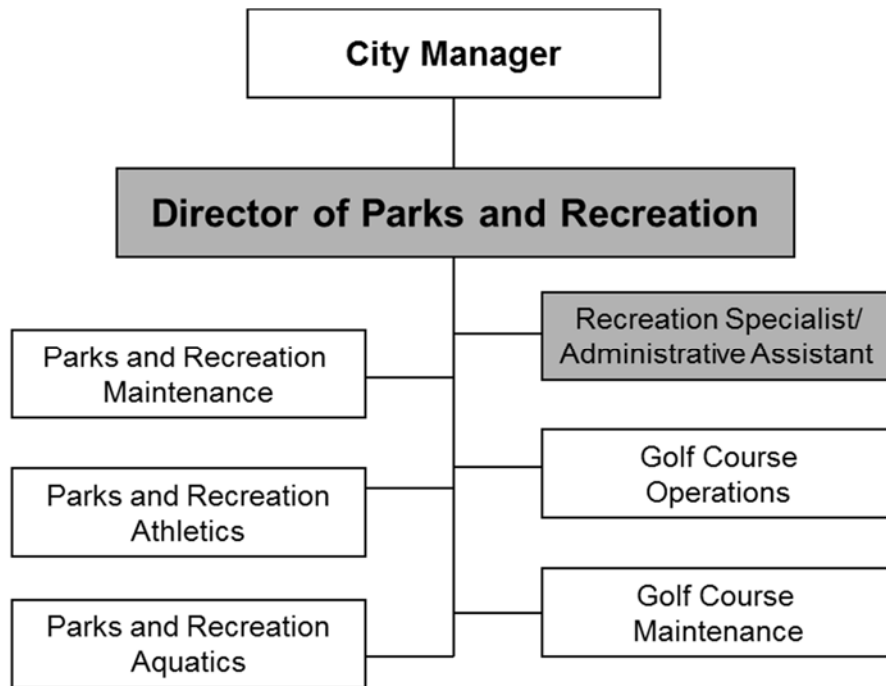 City Manager
Director of Parks and Recreation
Recreation Specialist/
Administrative Assistant
Parks and Recreation
Maintenance
Golf Course
Operations
Parks and Recreation
Athletics
Golf Course
Maintenance
Parks and Recreation
Aquatics